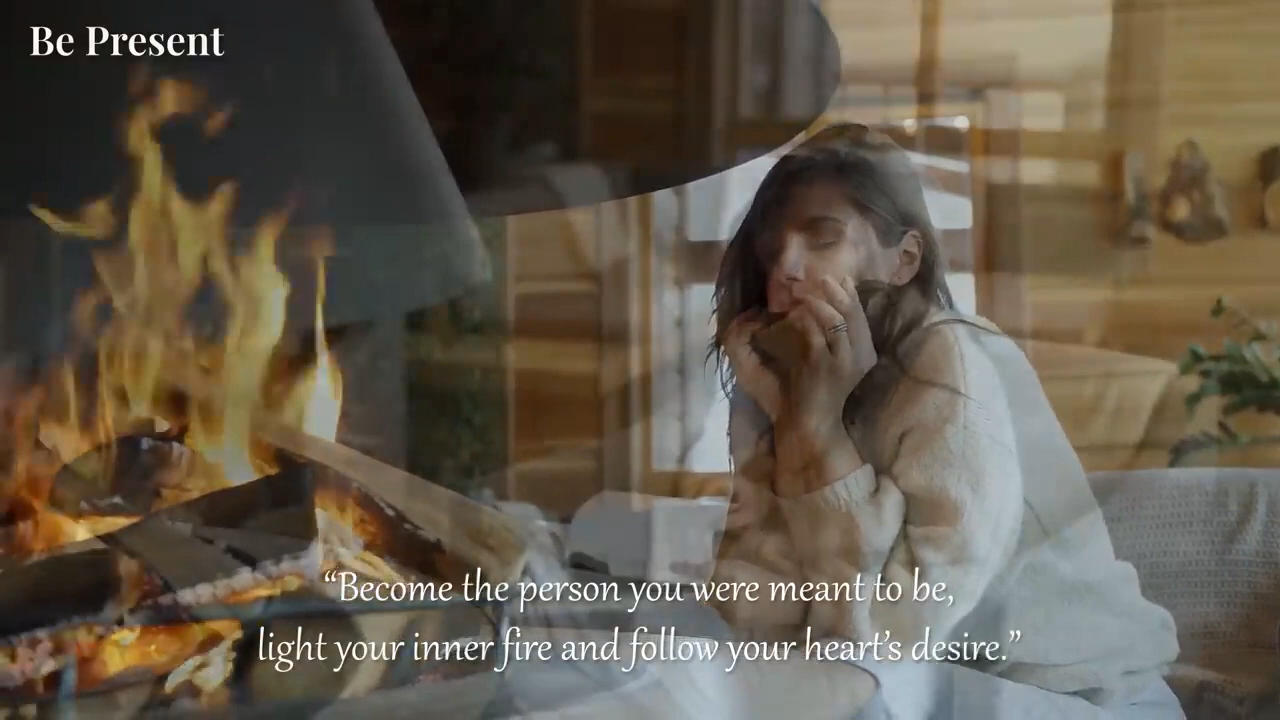 Be Present
“Become the person you were meant to be,
light your inner fire and follow your heart’s desire.”